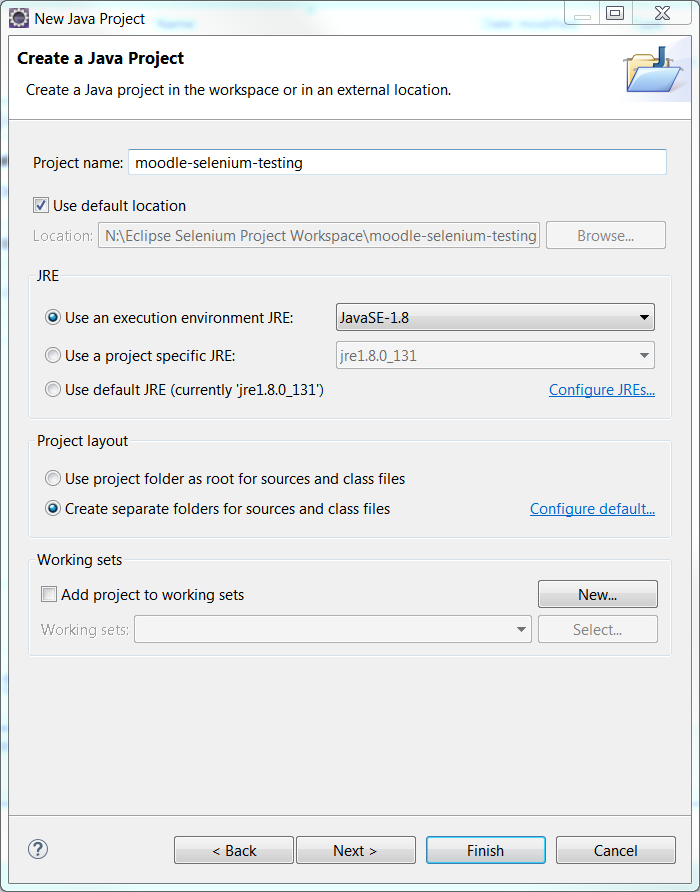 New Java Project
Create a Java Project
Create a Java project in the workspace or in an external location.
Project name: moodle-selenium-testing
Use default location
Location: N:\Eclipse Selenium Project Workspace\moodle-selenium-testing Browse...
JRE
Use an execution environment JRE: JavaSE-1.8
Use a project specific JRE: jre1.8.0_131
Use default JRE (currently 'jre1.8.0_131') Configure JREs...
Project layout
Use project folder as root for sources and class files
Create separate folders for sources and class files Configure default...
Working sets
Add project to working sets New...
Working sets: Select...
? < Back Next > Finish Cancel